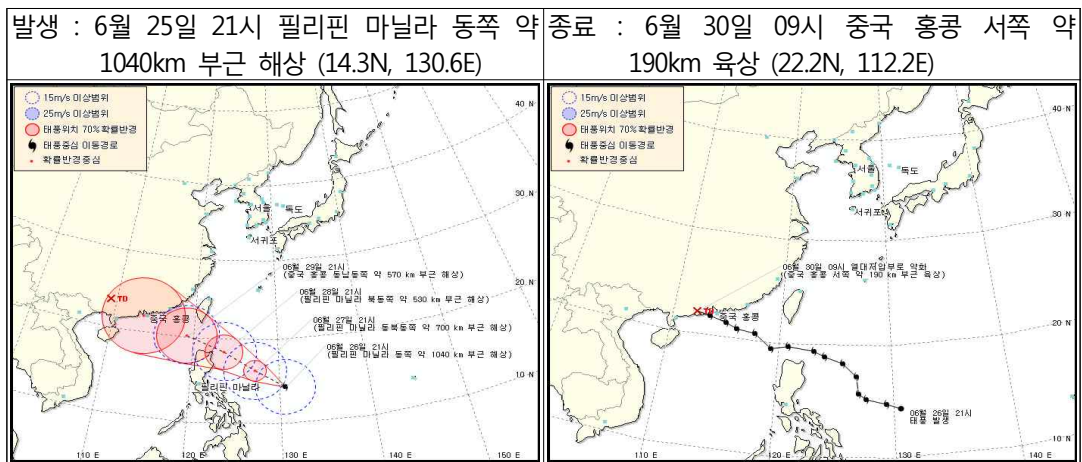 발생 : 6월 25일 21시 필리핀 마닐라 동쪽 약
1040km 부근 해상 (14.3N, 130.6E)
종료 : 6월 30일 09시 중국 홍콩 서쪽 약
190km 육상 (22.2N, 112.2E)
15m/s 이상범위
25m/s 이상범위
태풍위치 70%확률반경
태풍중심 이동경로
확률반경중심
40 N
30 N
20 N
10 N
서울
독도
서귀포
06월 29일 21시
(중국 홍콩 동남동쪽 약 570 km 부근 해상)
06월 28일 21시
(필리핀 마닐라 북동쪽 약 530 km 부근 해상)
06월 27일 21시
(필리핀 마닐라 동북동쪽 약 700 km 부근 해상)
06월 26일 21시
(필리핀 마닐라 동쪽 약 1040 km 부근 해상)
TD
중국 홍콩
필리핀 마닐라
110 E
120 E
130 E
140 E
150 E
15m/s 이상범위
25m/s 이상범위
태풍위치 70%확률반경
태풍중심 이동경로
확률반경중심
40 N
30 N
20 N
10 N
서울
독도
서귀포
06월 30일 09시 열대저압부로 약화
(중국 홍콩 서쪽 약 190 km 부근 육상)
TD
중국 홍콩
필리핀 마닐라
06월 26일 21시
태풍 발생
110 E
120 E
130 E
140 E